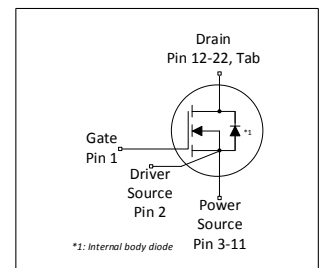 Drain
Pin 12-22, Tab
*1
Gate
Pin 1
Driver
Source
Pin 2
Power
Source
Pin 3-11
*1: Internal body diode